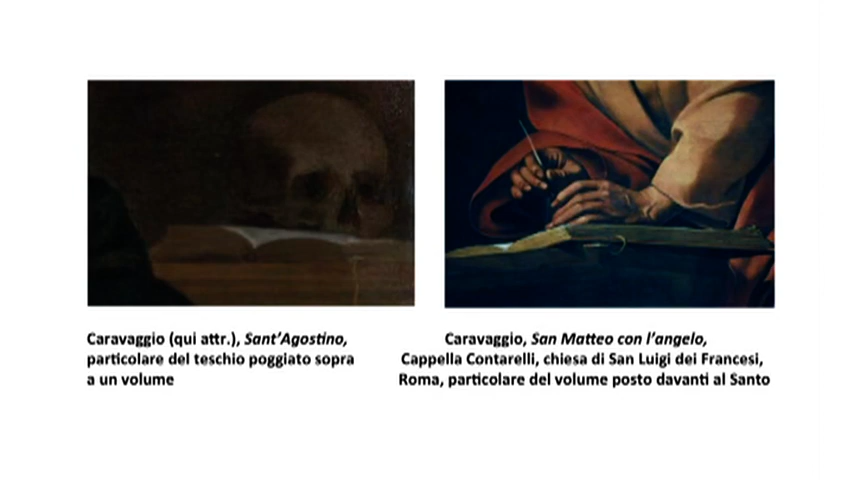 Caravaggio (qui attr.), Sant'Agostino,
particolare del teschio poggiato sopra
a un volume
Caravaggio, San Matteo con l'angelo,
Cappella Contarelli, chiesa di San Luigi dei Francesi,
Roma, particolare del volume posto davanti al Santo